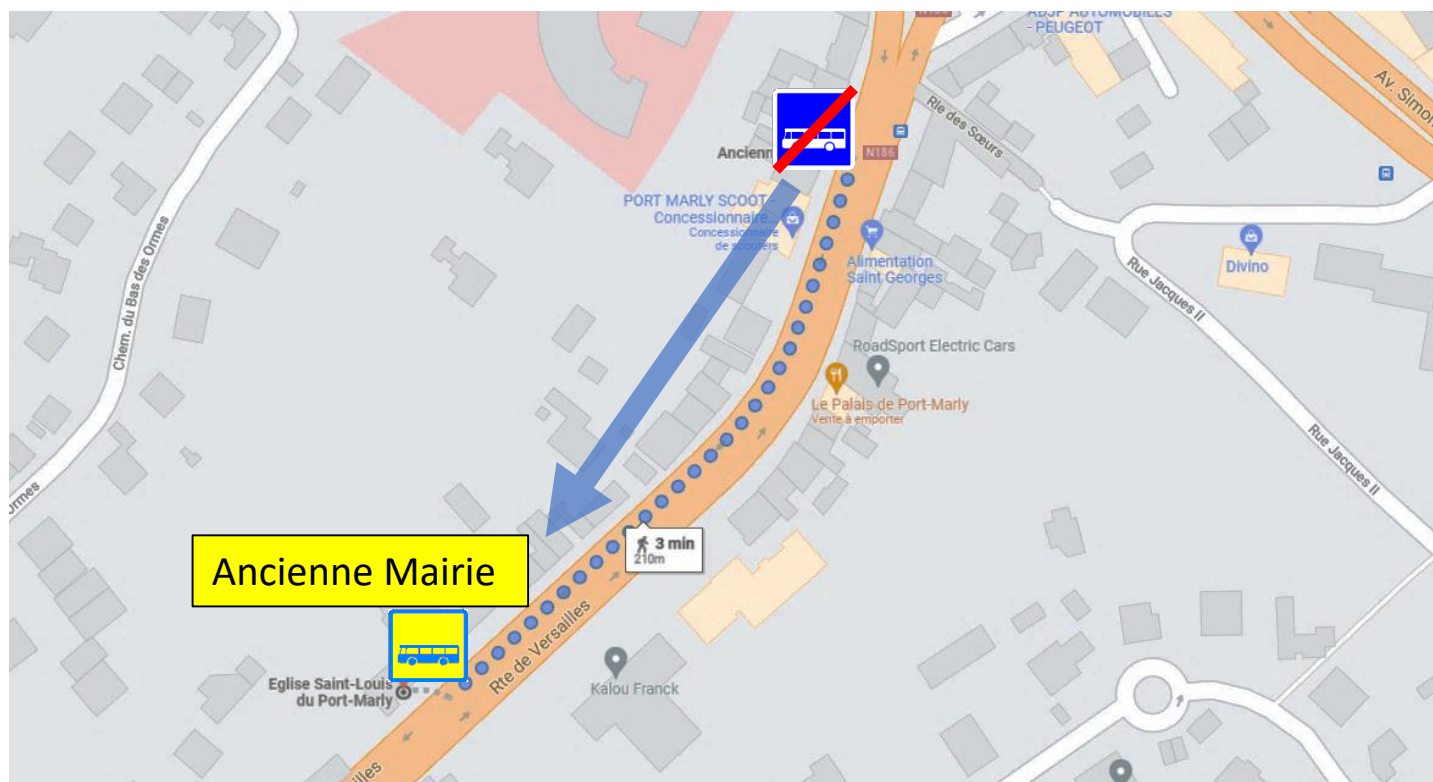 N186
ADJP AUTOMOBILES
- PEUGEOT
Av. Simon
Rle des Sœurs
Ancienn
N186
PORT MARLY SCOOT -
Concessionnaire...
Concessionnaire
de scooters
Alimentation
Saint Georges
Divino
Chem. du Bas des Ormes
Rue Jacques II
RoadSport Electric Cars
Le Palais de Port-Marly
Vente à emporter
Rue Jacques II
ormes
3 min
210m
Ancienne Mairie
Rte de Versailles
Eglise Saint-Louis
du Port-Marly
Kalou Franck
illes